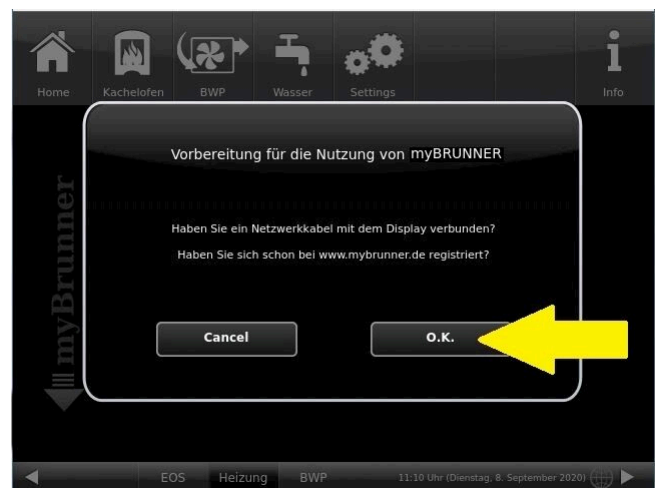 Home Kachelofen BWP Wasser Settings Info
Vorbereitung für die Nutzung von myBRUNNER
Haben Sie ein Netzwerkkabel mit dem Display verbunden?
Haben Sie sich schon bei www.mybrunner.de registriert?
myBrunner
Cancel O.K.
EOS Heizung BWP 11:10 Uhr (Dienstag, 8. September 2020)